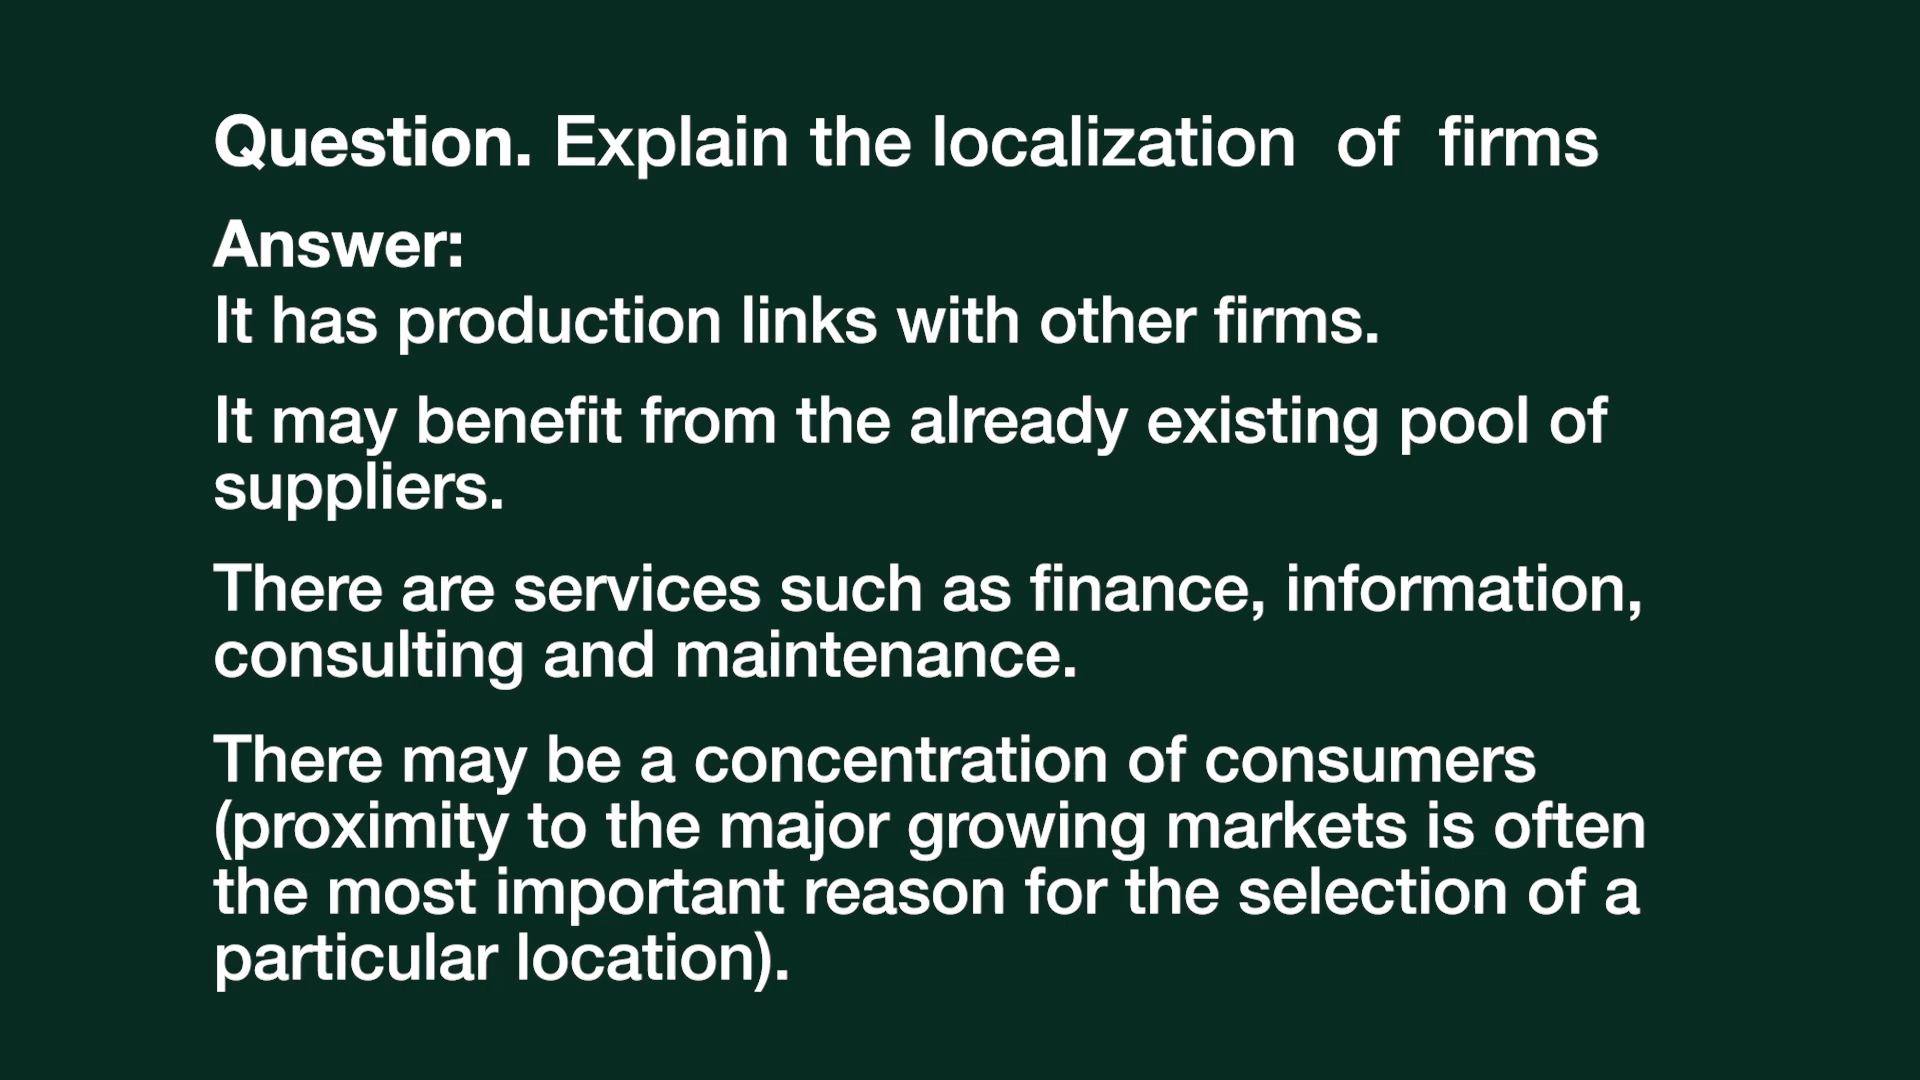 Question. Explain the localization of firms
Answer:
It has production links with other firms.
It may benefit from the already existing pool of
suppliers.
There are services such as finance, information,
consulting and maintenance.
There may be a concentration of consumers
(proximity to the major growing markets is often
the most important reason for the selection of a
particular location).